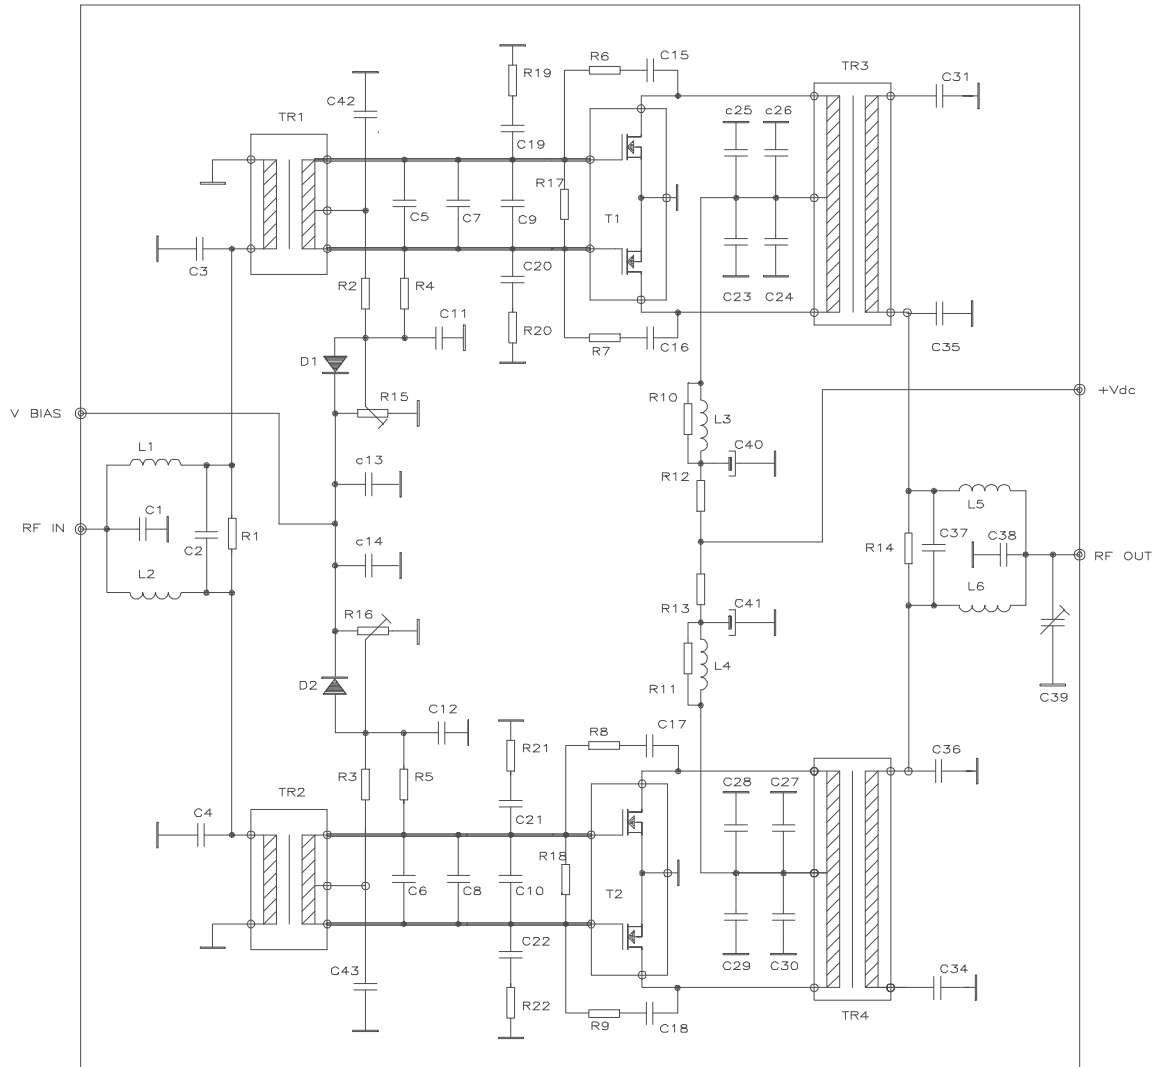 C15
R6
TR3
C31
R19
C42
TR1
c25
c26
C19
R17
C5
C7
C9
T1
C3
C20
R2
R4
C23
C24
C11
R20
R7
C16
C35
D1
R15
R10
L3
+Vdc
V BIAS
L1
c13
C40
R12
L5
C1
RF IN
C2
R1
c14
R14
C37
C38
RF OUT
L2
R16
R13
C41
L6
L4
D2
R11
C39
C12
R21
R8
C17
C36
R3
R5
C28
C27
TR2
C4
C21
R18
C6
C8
C10
T2
C22
C43
C29
C30
C34
R22
R9
C18
TR4